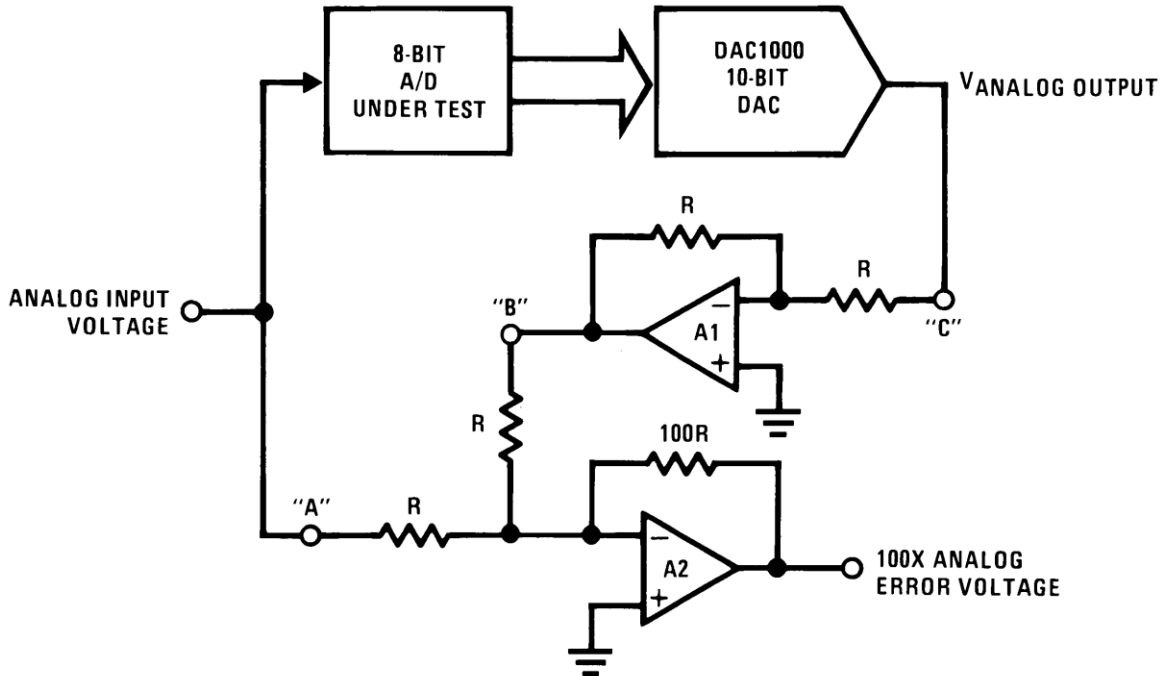 8-BIT
A/D
UNDER TEST
DAC1000
10-BIT
DAC
VANALOG OUTPUT
R
R
ANALOG INPUT
VOLTAGE
"B"
A1
−
+
"C"
R
100R
"A"
R
−
A2
+
100X ANALOG
ERROR VOLTAGE